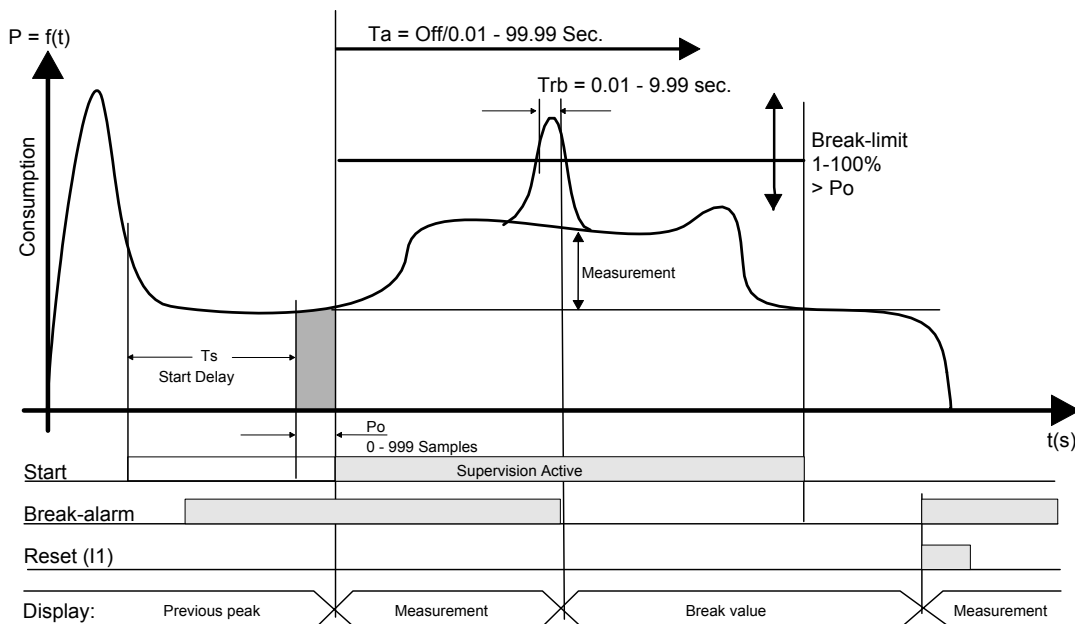 P = f(t)
Ta = Off/0.01 - 99.99 Sec.
Trb = 0.01 - 9.99 sec.
Consumption
Break-limit
1-100%
> Po
Measurement
Ts
Start Delay
Po
0 - 999 Samples
t(s)
Start
Supervision Active
Break-alarm
Reset (I1)
Display:
Previous peak
Measurement
Break value
Measurement